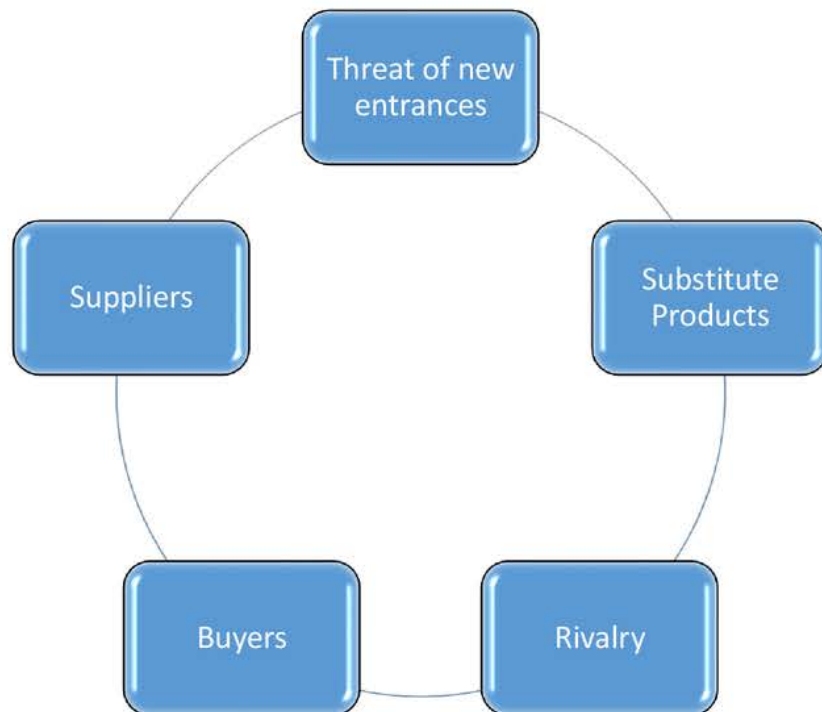 Threat of new
entrances
Suppliers
Substitute
Products
Buyers
Rivalry